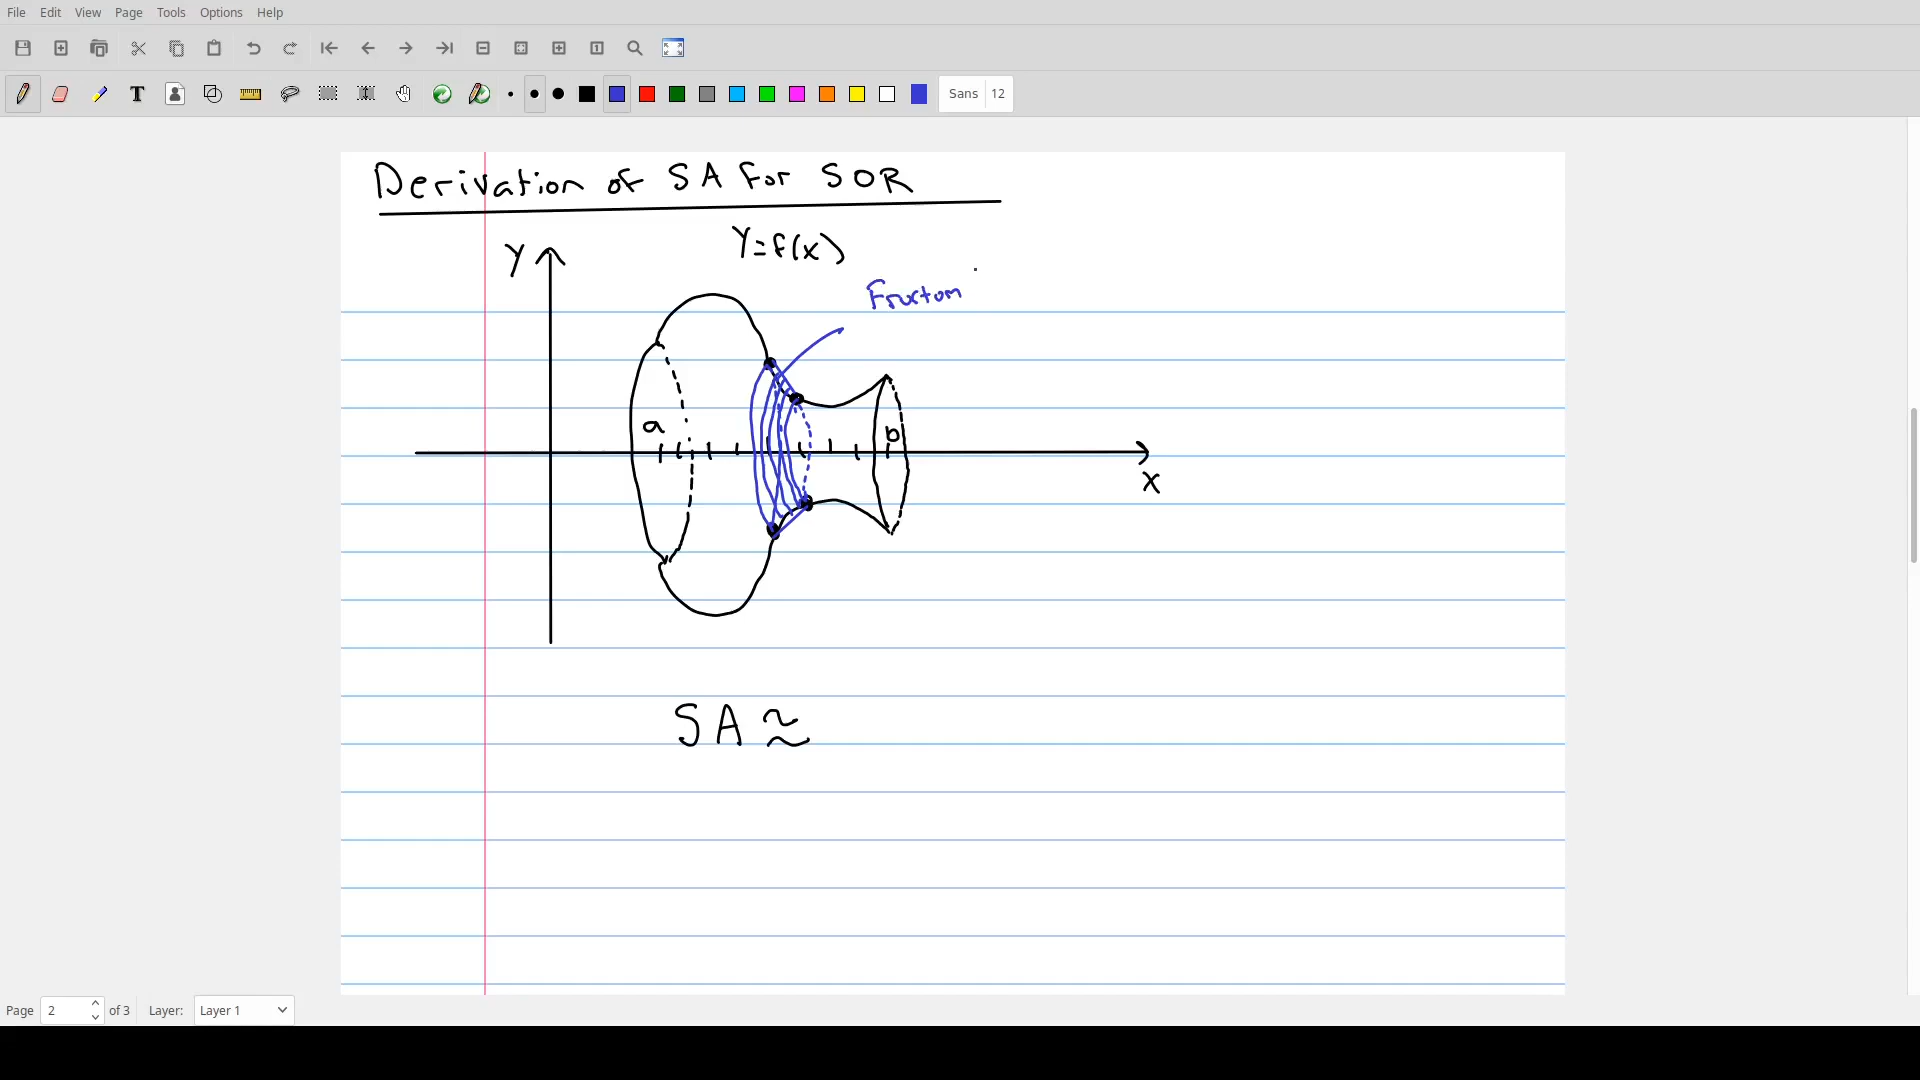 File Edit View Page Tools Options Help
Sans 12
Derivation of SA for SOR
y
y=f(x)
Frustom
a
b
x
SA ≈
Page 2 of 3 Layer: Layer 1